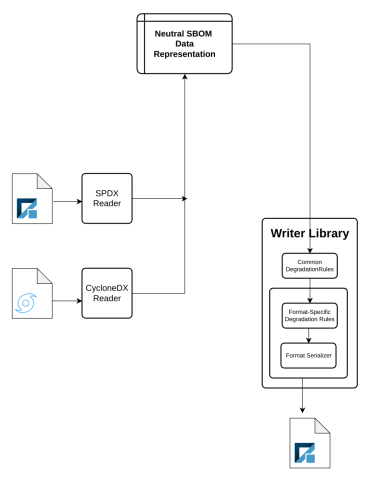 Neutral SBOM
Data
Representation
SPDX
Reader
CycloneDX
Reader
Writer Library
Common
DegradationRules
Format-Specific
Degradation Rules
Format Serializer